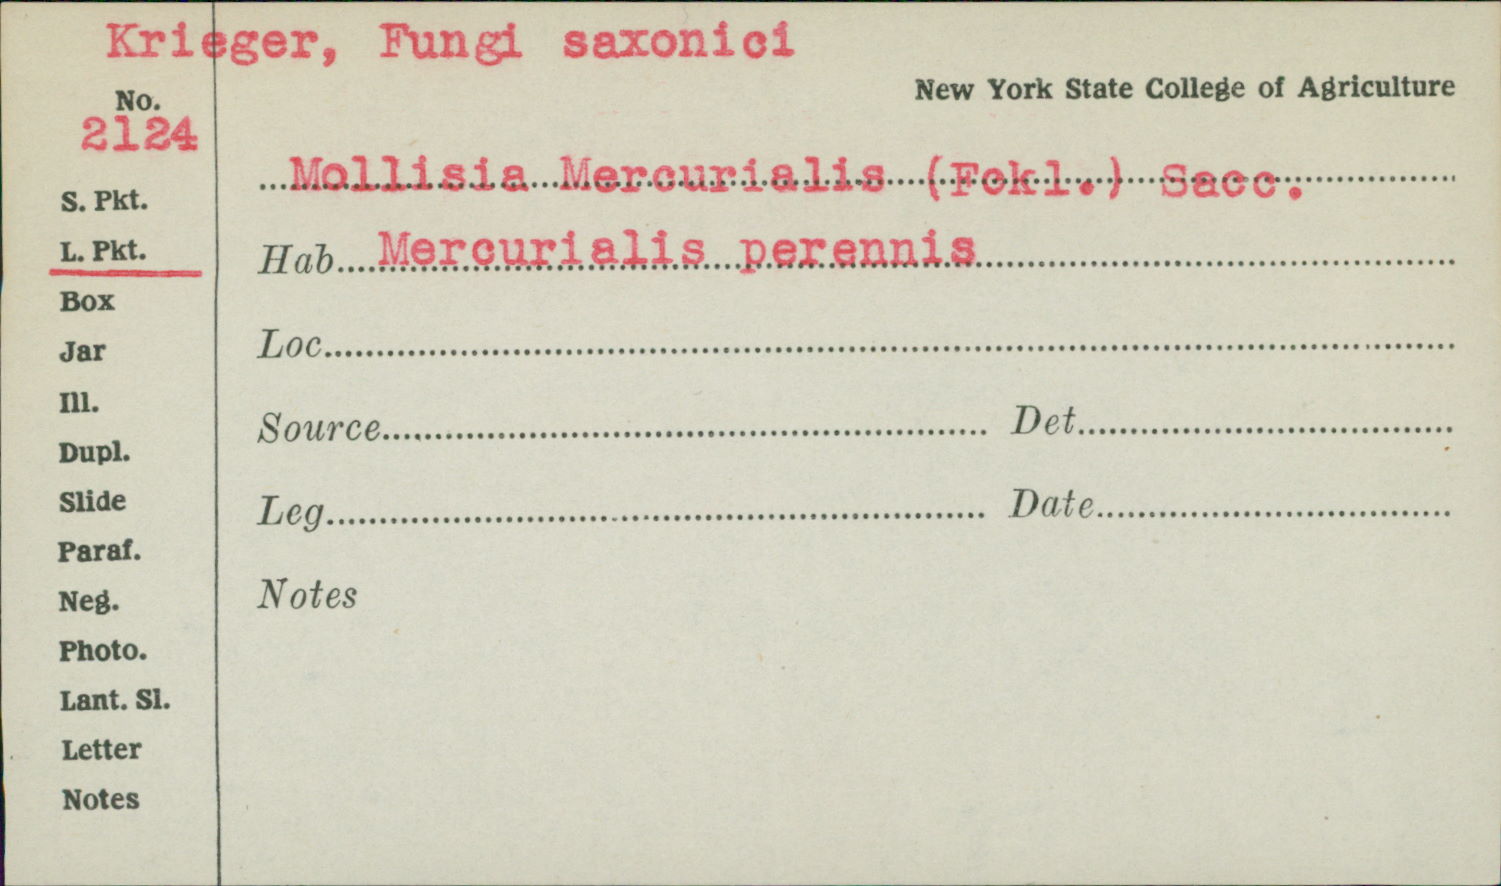 Krieger, Fungi saxonici
New York State College of Agriculture
No.
2124
Mollisia Mercurialis (Fckl.) Sacc.
S. Pkt.
L. Pkt.
Hab. Mercurialis perennis
Box
Jar
Loc.
Ill.
Source Det.
Dupl.
Slide
Leg. Date
Paraf.
Neg.
Notes
Photo.
Lant. Sl.
Letter
Notes